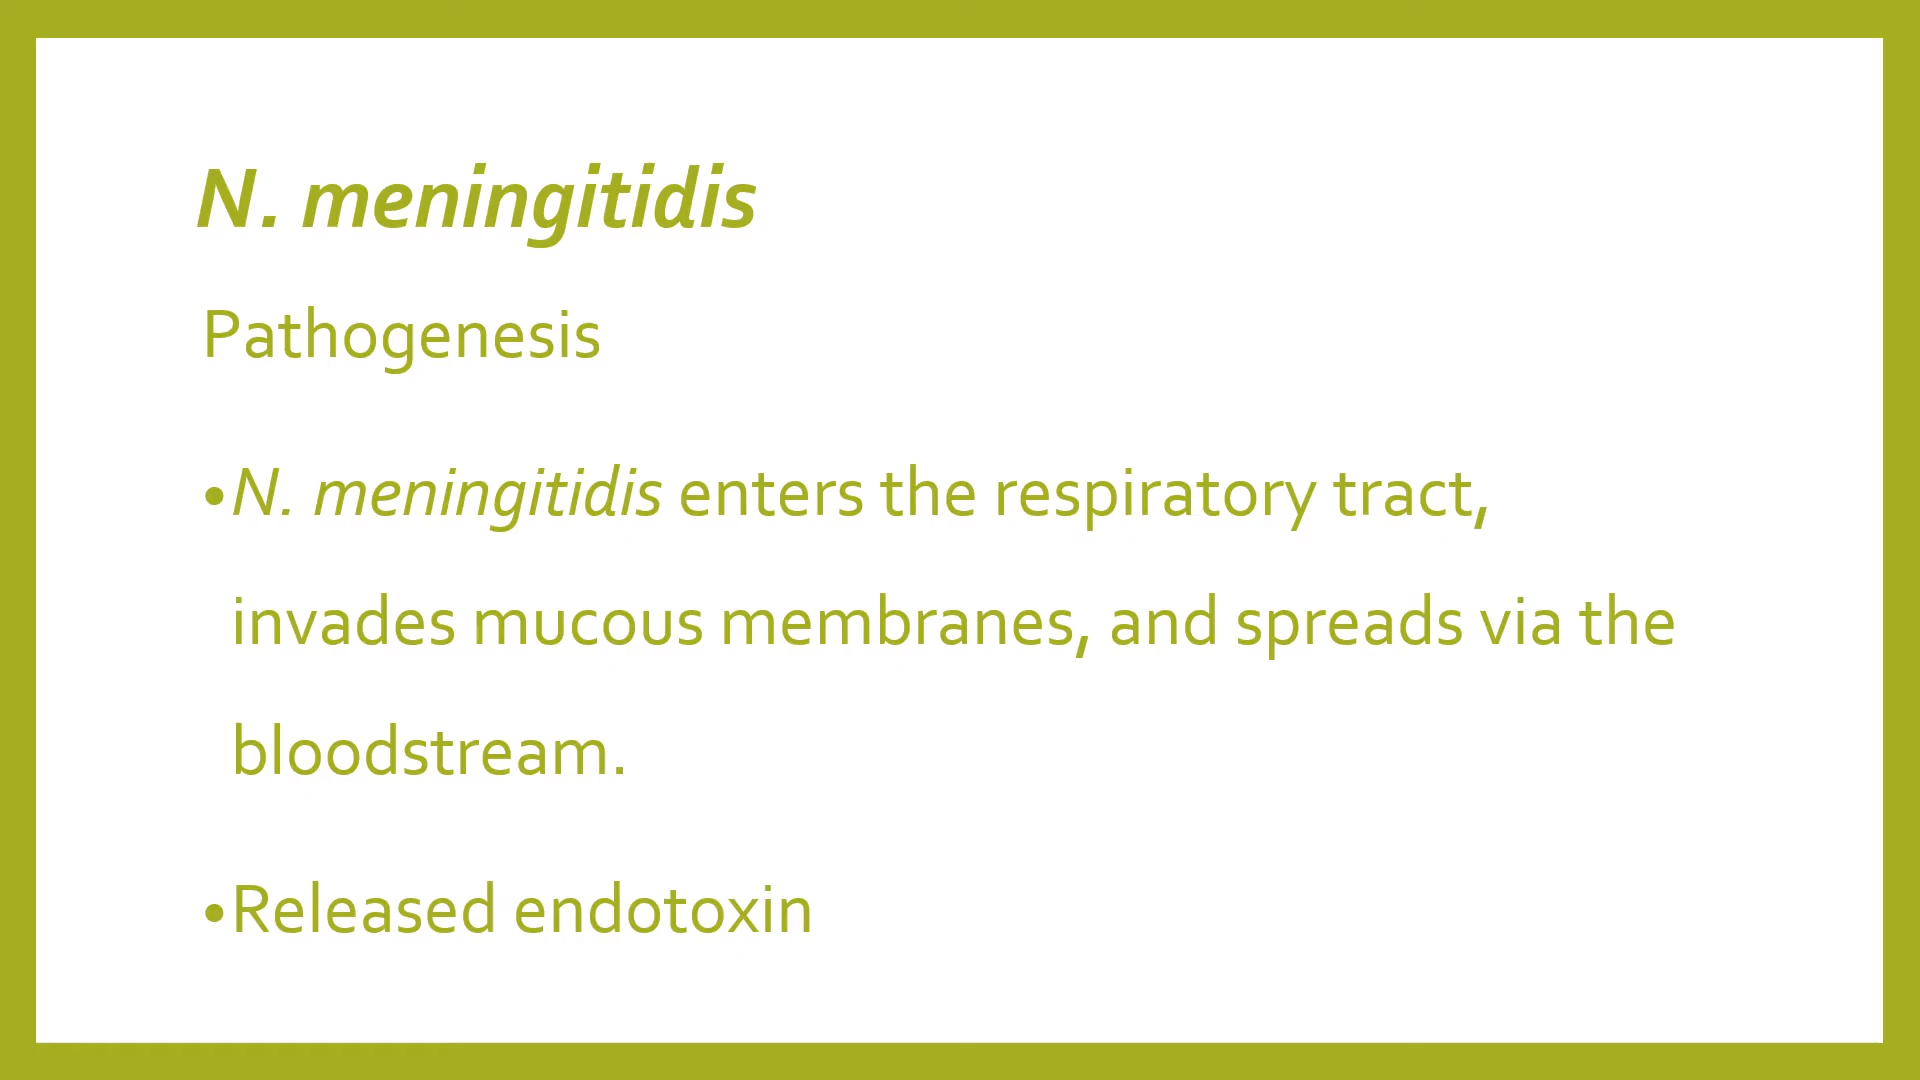 N. meningitidis
Pathogenesis
•N. meningitidis enters the respiratory tract,
invades mucous membranes, and spreads via the
bloodstream.
•Released endotoxin